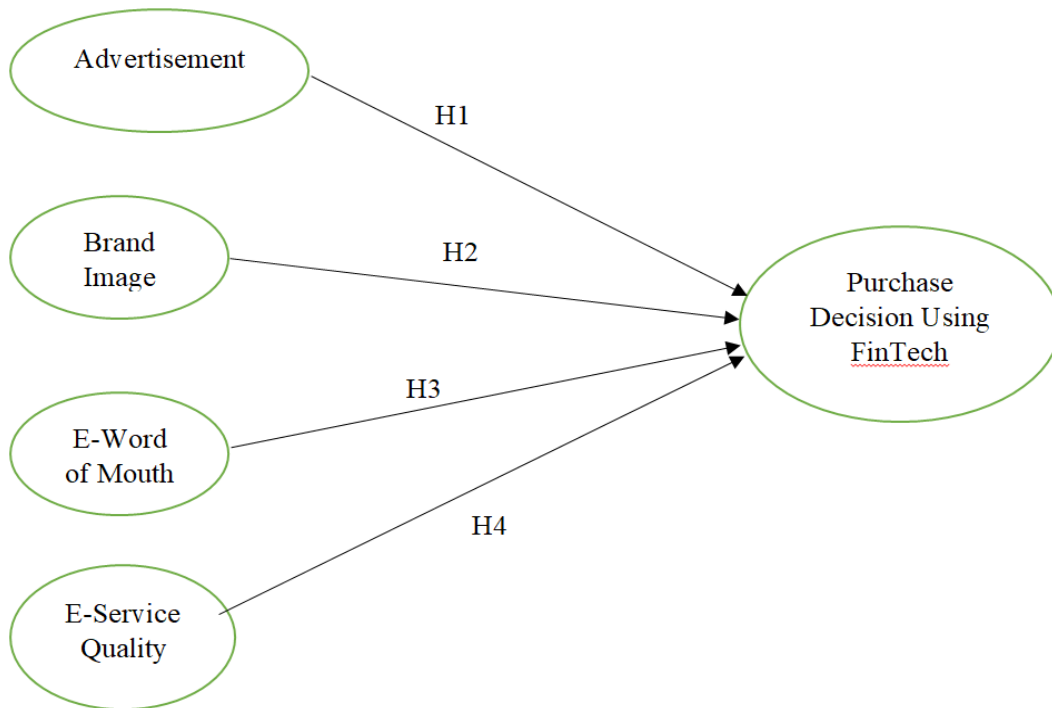 Advertisement
H1
Brand
Image
H2
Purchase
Decision Using
FinTech
H3
E-Word
of Mouth
H4
E-Service
Quality